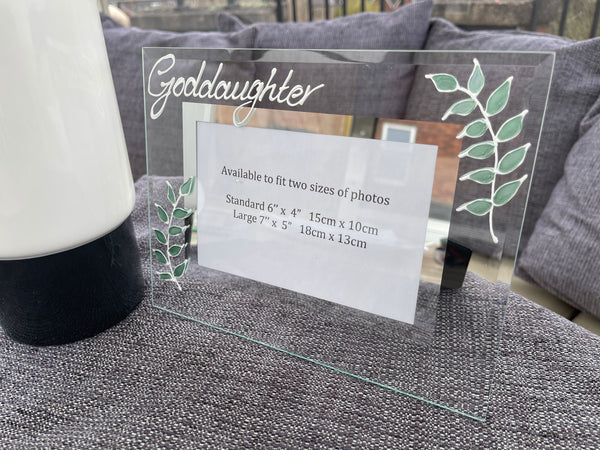 Goddaughter
Available to fit two sizes of photos
Standard 6" x 4" 15cm x 10cm
Large 7" x 5" 18cm x 13cm